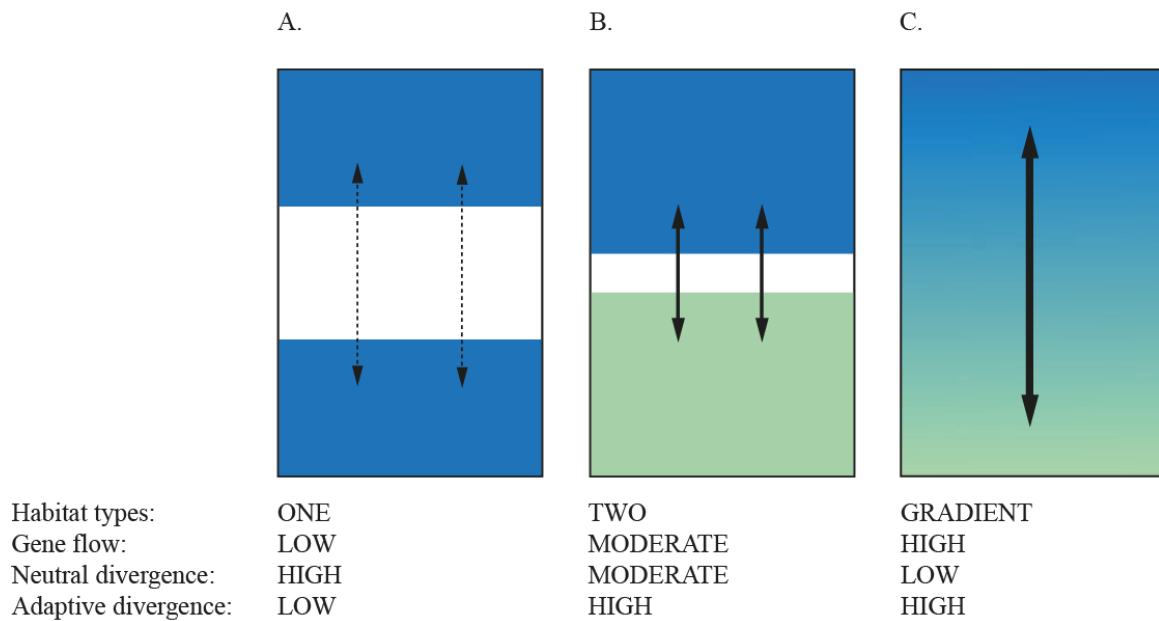 A. B. C.
Habitat types: ONE TWO GRADIENT
Gene flow: LOW MODERATE HIGH
Neutral divergence: HIGH MODERATE LOW
Adaptive divergence: LOW HIGH HIGH